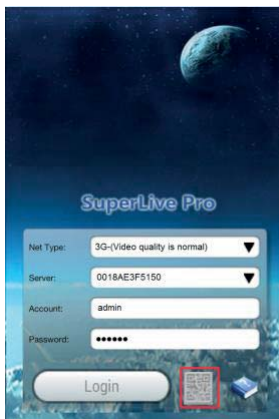 SuperLive Pro
Net Type: 3G-(Video quality is normal)
Server: 0018AE3F5150
Account: admin
Password: ••••••
Login